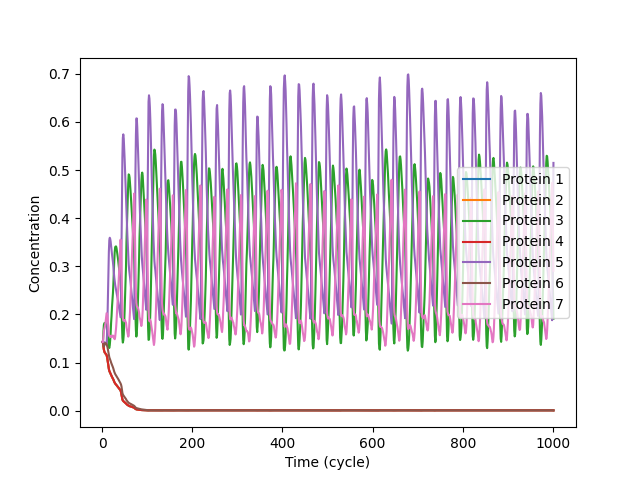 0.7
0.6
0.5
0.4
0.3
0.2
0.1
0.0
Concentration
0
200
400
600
800
1000
Time (cycle)
Protein 1
Protein 2
Protein 3
Protein 4
Protein 5
Protein 6
Protein 7